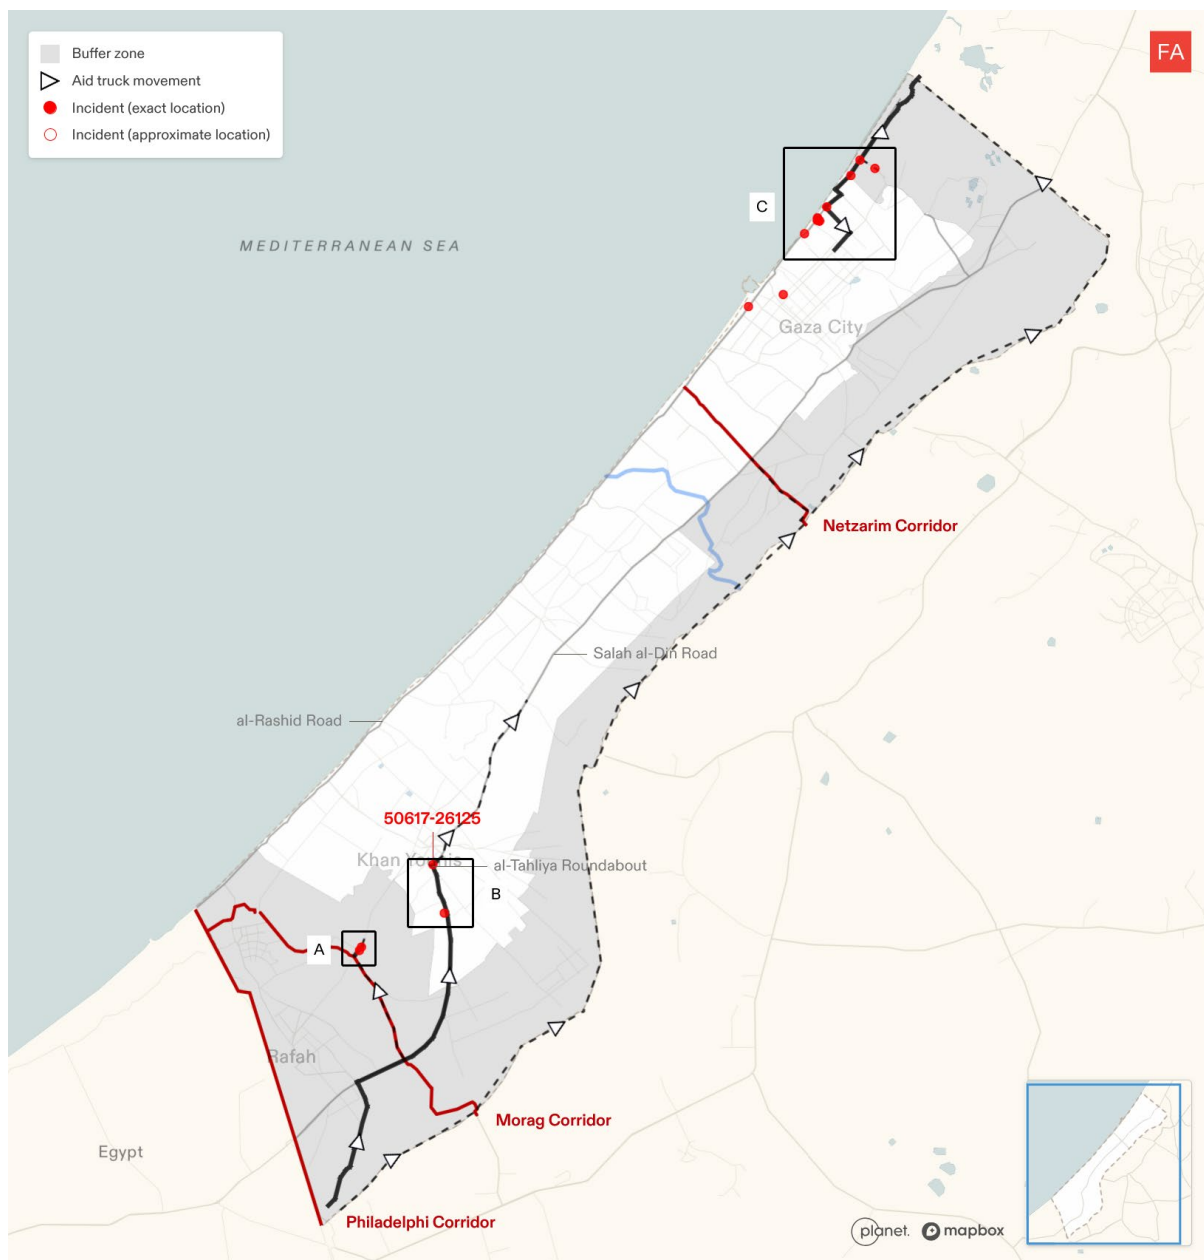 Buffer zone
Aid truck movement
Incident (exact location)
Incident (approximate location)
FA
C
MEDITERRANEAN SEA
Gaza City
Netzarim Corridor
Salah al-Din Road
al-Rashid Road
50617-26125
Khan Younis
al-Tahliya Roundabout
B
A
Rafah
Morag Corridor
Egypt
Philadelphi Corridor
planet. mapbox